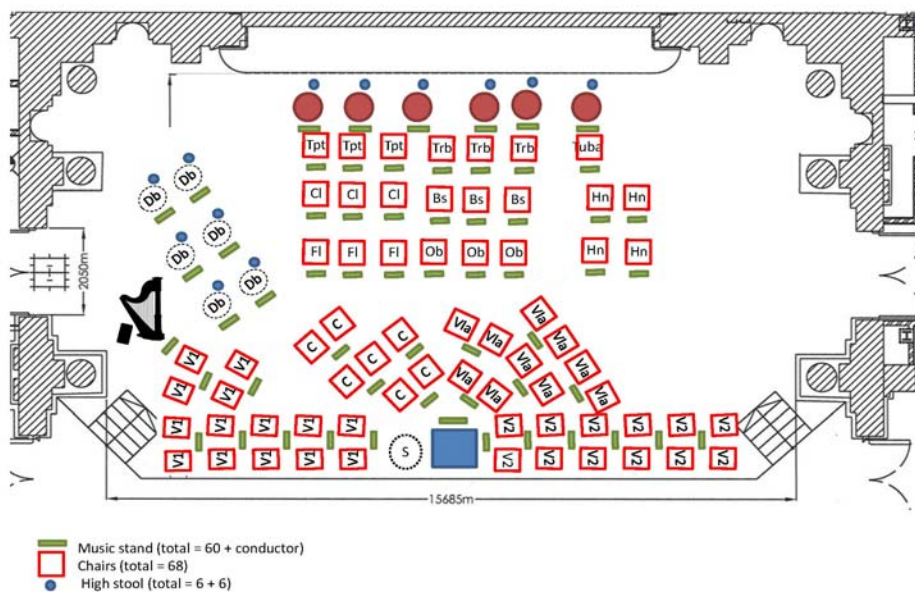 Tpt Tpt Tpt Trb Trb Trb Tuba
Db Db
Cl Cl Cl Bs Bs Bs Hn Hn
Db Db
Fl Fl Fl Ob Ob Ob Hn Hn
2050m
Db Db
C C C C C C C
Vla Vla Vla Vla Vla Vla Vla Vla Vla Vla
V1 V1
V1 V1
V1 V1 V1 V1 V1 V2 V2 V2 V2 V2 V2
V1 V1 V1 V1 V1 S V2 V2 V2 V2 V2 V2
15685m
Music stand (total = 60 + conductor)
Chairs (total = 68)
High stool (total = 6 + 6)